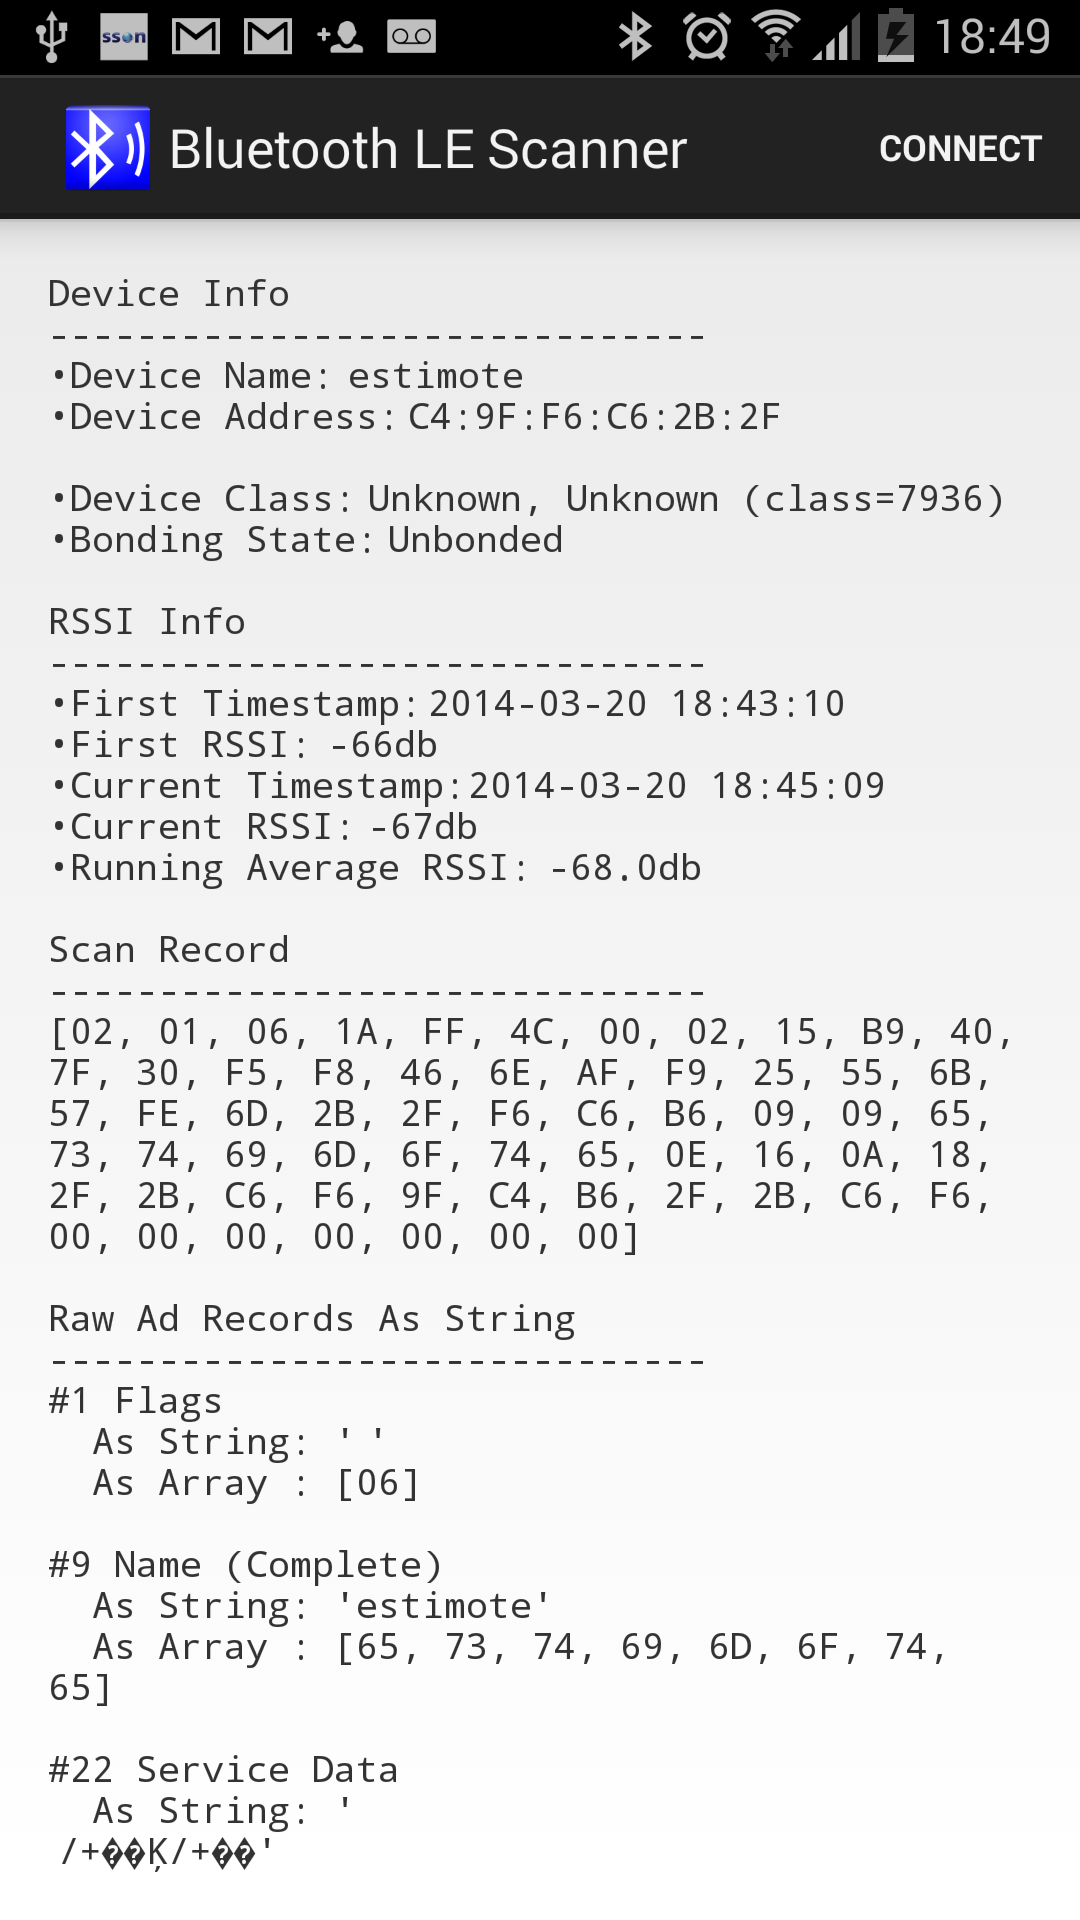 sson
18:49
Bluetooth LE Scanner
CONNECT
Device Info
------------------------------
•Device Name: estimote
•Device Address: C4:9F:F6:C6:2B:2F
•Device Class: Unknown, Unknown (class=7936)
•Bonding State: Unbonded
RSSI Info
------------------------------
•First Timestamp: 2014-03-20 18:43:10
•First RSSI: -66db
•Current Timestamp: 2014-03-20 18:45:09
•Current RSSI: -67db
•Running Average RSSI: -68.0db
Scan Record
------------------------------
[02, 01, 06, 1A, FF, 4C, 00, 02, 15, B9, 40,
7F, 30, F5, F8, 46, 6E, AF, F9, 25, 55, 6B,
57, FE, 6D, 2B, 2F, F6, C6, B6, 09, 09, 65,
73, 74, 69, 6D, 6F, 74, 65, 0E, 16, 0A, 18,
2F, 2B, C6, F6, 9F, C4, B6, 2F, 2B, C6, F6,
00, 00, 00, 00, 00, 00, 00]
Raw Ad Records As String
------------------------------
#1 Flags
As String: ' '
As Array : [06]
#9 Name (Complete)
As String: 'estimote'
As Array : [65, 73, 74, 69, 6D, 6F, 74,
65]
#22 Service Data
As String: '
/+��Ķ/+��'